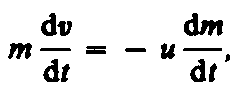 m dv/dt = − u dm/dt,